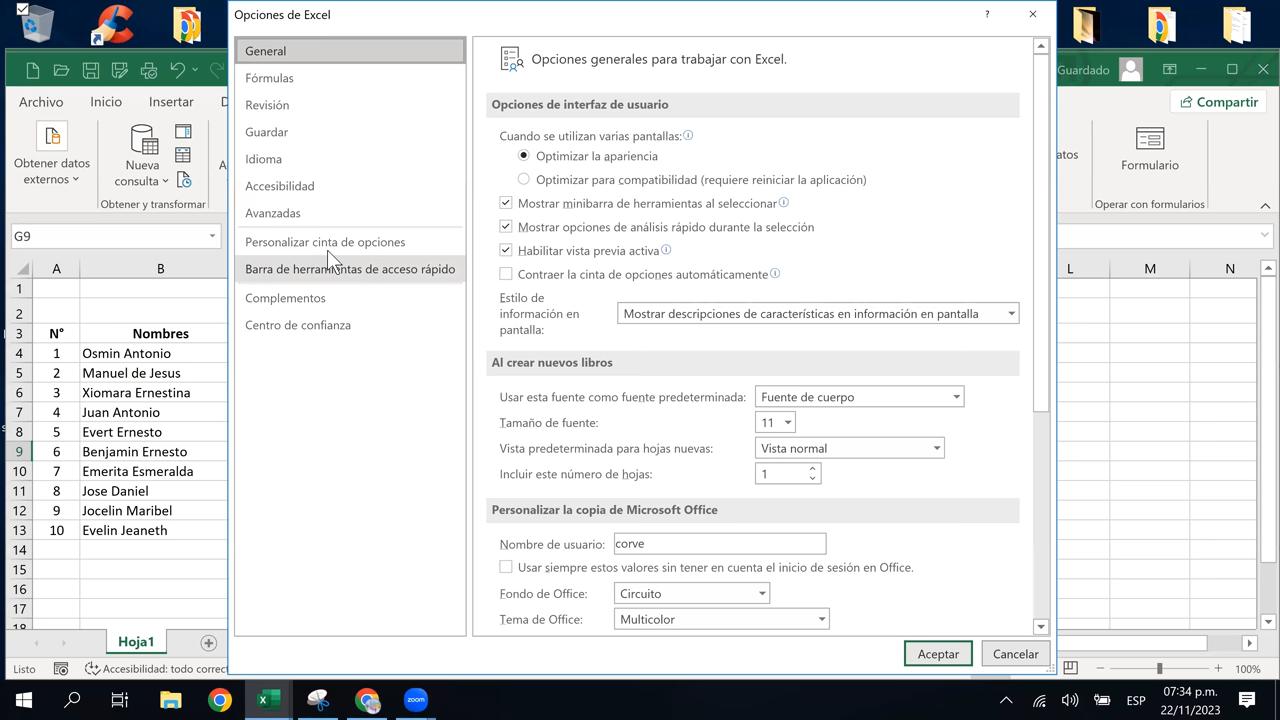 Opciones de Excel
?
General
Fórmulas
Revisión
Guardar
Idioma
Accesibilidad
Avanzadas
Personalizar cinta de opciones
Barra de herramientas de acceso rápido
Complementos
Centro de confianza
Opciones generales para trabajar con Excel.
Opciones de interfaz de usuario
Cuando se utilizan varias pantallas:
Optimizar la apariencia
Optimizar para compatibilidad (requiere reiniciar la aplicación)
Mostrar minibarra de herramientas al seleccionar
Mostrar opciones de análisis rápido durante la selección
Habilitar vista previa activa
Contraer la cinta de opciones automáticamente
Estilo de
información en
pantalla:
Mostrar descripciones de características en información en pantalla
Al crear nuevos libros
Usar esta fuente como fuente predeterminada: Fuente de cuerpo
Tamaño de fuente: 11
Vista predeterminada para hojas nuevas: Vista normal
Incluir este número de hojas: 1
Personalizar la copia de Microsoft Office
Nombre de usuario: corve
Usar siempre estos valores sin tener en cuenta el inicio de sesión en Office.
Fondo de Office: Circuito
Tema de Office: Multicolor
Aceptar Cancelar
Guardado
Archivo Inicio Insertar
Compartir
Obtener datos
externos
Nueva
consulta
Obtener y transformar
atos
Formulario
Operar con formularios
G9
A B L M N
1
2
3 N° Nombres
4 1 Osmin Antonio
5 2 Manuel de Jesus
6 3 Xiomara Ernestina
7 4 Juan Antonio
8 5 Evert Ernesto
9 6 Benjamin Ernesto
10 7 Emerita Esmeralda
11 8 Jose Daniel
12 9 Jocelin Maribel
13 10 Evelin Jeaneth
14
15
16
17
18
Hoja1
Listo
Accesibilidad: todo correct
100%
zoom
ESP
07:34 p.m.
22/11/2023